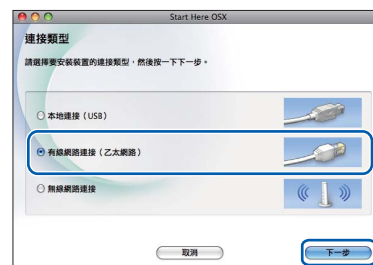 Start Here OSX
連接類型
請選擇要安裝裝置的連接類型，然後按一下下一步。
本地連接（USB）
有線網路連接（乙太網路）
無線網路連接
取消
下一步